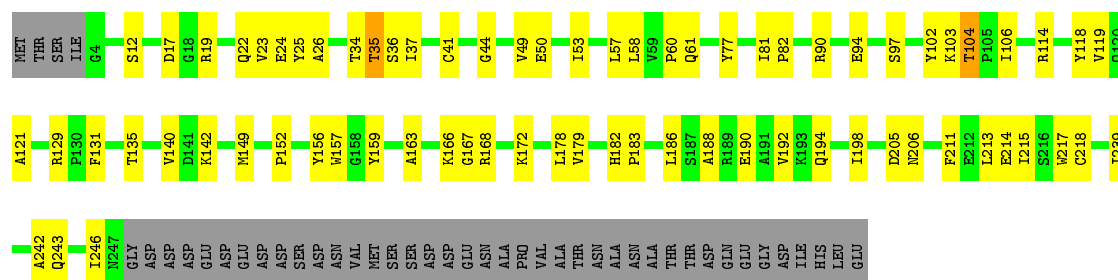 MET THR SER ILE G4 S12 D17 G18 R19 Q22 V23 E24 Y25 A26 T34 T35 S36 I37 C41 G44 V49 E50 I53 L57 L58 V59 P60 Q61 Y77 I81 P82 R90 E94 S97 Y102 K103 T104 P105 I106 R114 Y118 V119
A121 R129 P130 F131 T135 V140 D141 K142 M149 P152 Y156 W157 G158 Y159 A163 K166 G167 R168 K172 L178 V179 H182 P183 L186 S187 A188 R189 E190 A191 V192 K193 Q194 I198 D205 N206 F211 E212 L213 E214 I215 S216 W217 C218
A242 Q243 I246 N247 GLY ASP ASP ASP GLU ASP GLU ASP SER ASP ASN VAL MET SER SER ASP ASP GLU ASN ALA PRO VAL ALA THR ASN ALA ASN ALA THR THR ASP GLN GLU GLY ASP ILE HIS LEU GLU